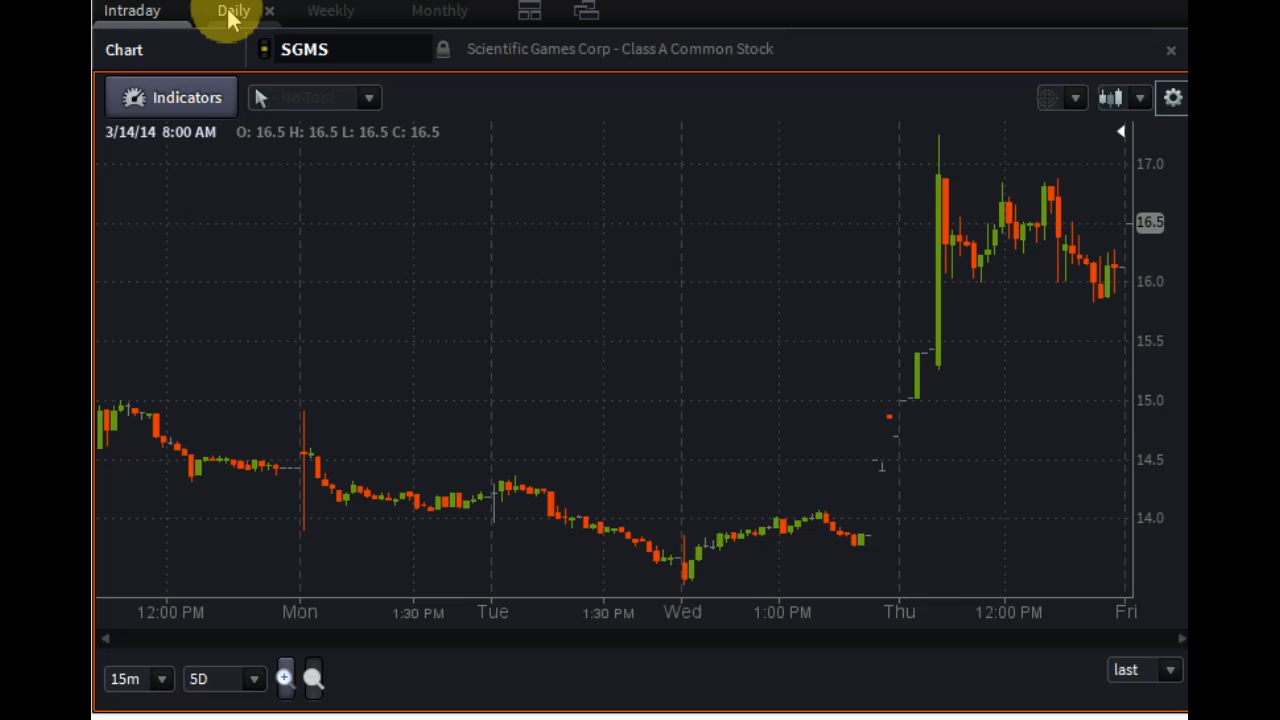 Intraday Daily Weekly Monthly
Chart SGMS Scientific Games Corp - Class A Common Stock
Indicators No Tool
3/14/14 8:00 AM O: 16.5 H: 16.5 L: 16.5 C: 16.5
17.0
16.5
16.0
15.5
15.0
14.5
14.0
12:00 PM Mon 1:30 PM Tue 1:30 PM Wed 1:00 PM Thu 12:00 PM Fri
15m 5D last